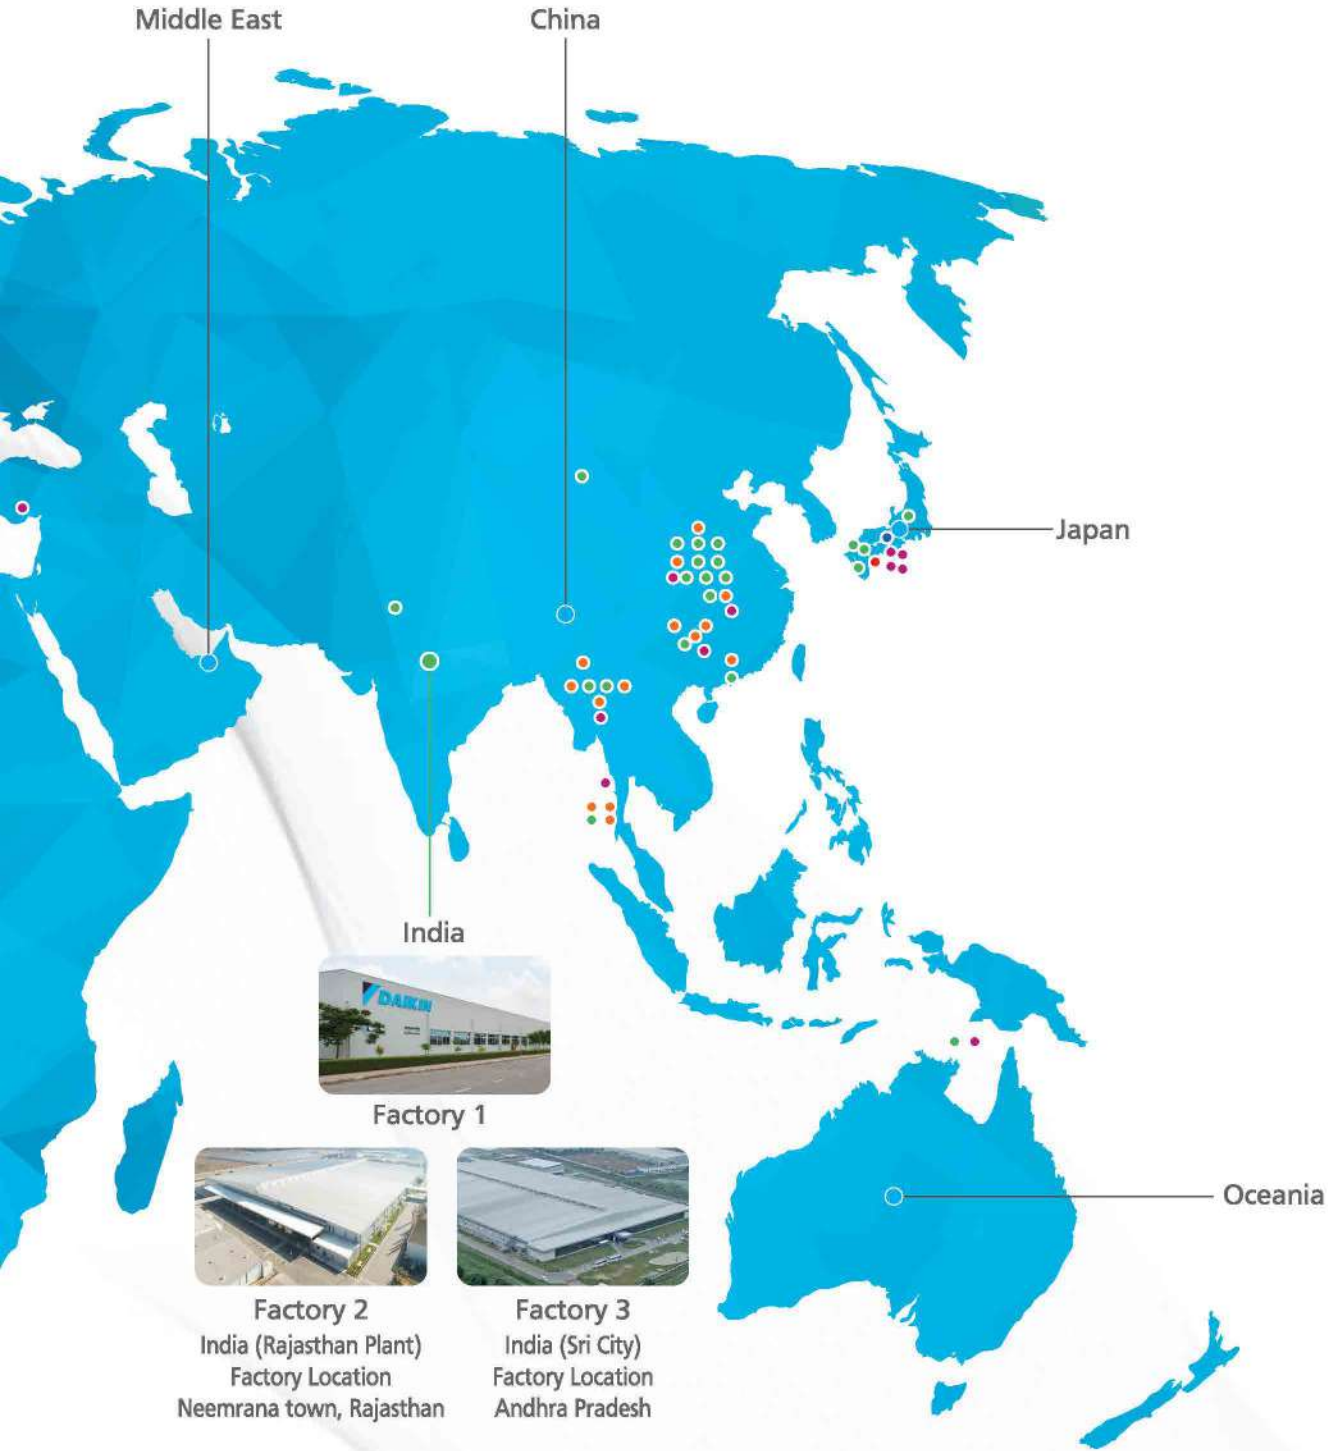 Middle East
China
Japan
India
DAIKIN
Factory 1
Oceania
Factory 2
India (Rajasthan Plant)
Factory Location
Neemrana town, Rajasthan
Factory 3
India (Sri City)
Factory Location
Andhra Pradesh